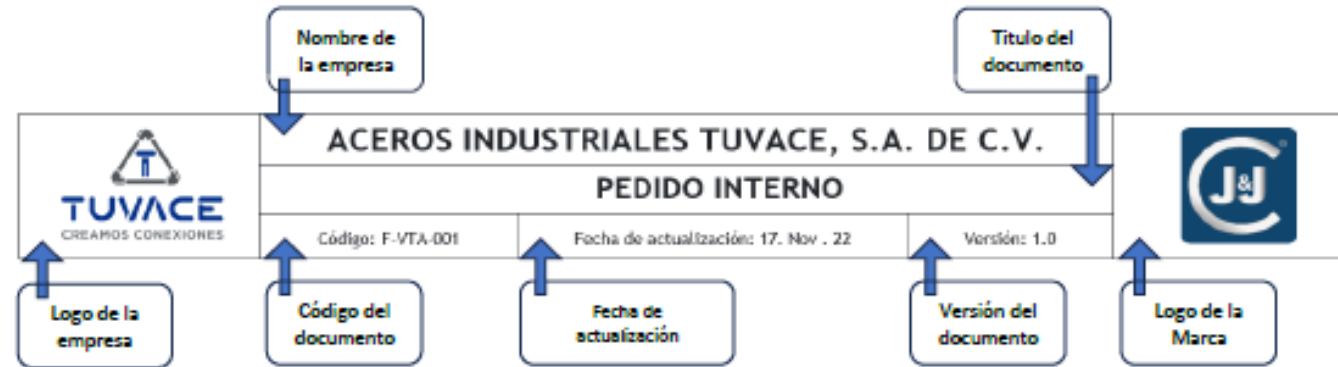 Nombre de
la empresa
Titulo del
documento
ACEROS INDUSTRIALES TUVACE, S.A. DE C.V.
PEDIDO INTERNO
TUVACE
CREAMOS CONEXIONES
Código: F-VTA-001
Fecha de actualización: 17. Nov . 22
Versión: 1.0
J&J
Logo de la
empresa
Código del
documento
Fecha de
actualización
Versión del
documento
Logo de la
Marca